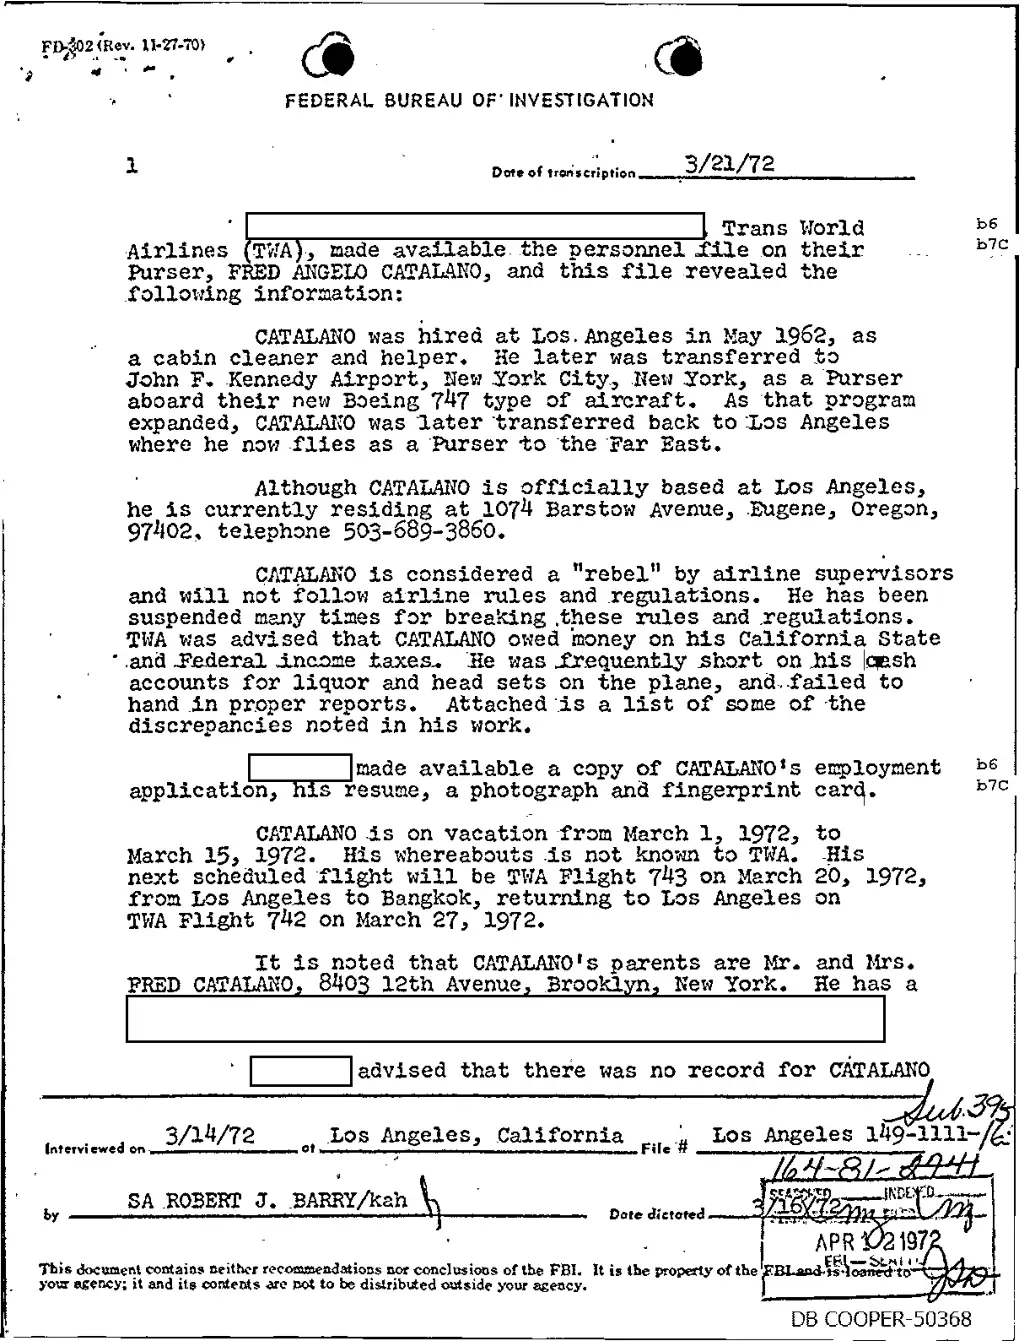 FD-302 (Rev. 11-27-70)
FEDERAL BUREAU OF INVESTIGATION
1
Date of transcription 3/21/72
, Trans World
b6
Airlines (TWA), made available the personnel file on their
b7C
Purser, FRED ANGELO CATALANO, and this file revealed the
following information:
CATALANO was hired at Los Angeles in May 1962, as
a cabin cleaner and helper. He later was transferred to
John F. Kennedy Airport, New York City, New York, as a Purser
aboard their new Boeing 747 type of aircraft. As that program
expanded, CATALANO was later transferred back to Los Angeles
where he now flies as a Purser to the Far East.
Although CATALANO is officially based at Los Angeles,
he is currently residing at 1074 Barstow Avenue, Eugene, Oregon,
97402, telephone 503-689-3860.
CATALANO is considered a "rebel" by airline supervisors
and will not follow airline rules and regulations. He has been
suspended many times for breaking these rules and regulations.
TWA was advised that CATALANO owed money on his California State
and Federal income taxes. He was frequently short on his cash
accounts for liquor and head sets on the plane, and failed to
hand in proper reports. Attached is a list of some of the
discrepancies noted in his work.
made available a copy of CATALANO's employment
b6
application, his resume, a photograph and fingerprint card.
b7C
CATALANO is on vacation from March 1, 1972, to
March 15, 1972. His whereabouts is not known to TWA. His
next scheduled flight will be TWA Flight 743 on March 20, 1972,
from Los Angeles to Bangkok, returning to Los Angeles on
TWA Flight 742 on March 27, 1972.
It is noted that CATALANO's parents are Mr. and Mrs.
FRED CATALANO, 8403 12th Avenue, Brooklyn, New York. He has a
advised that there was no record for CATALANO
Sub. 395
Interviewed on 3/14/72 at Los Angeles, California File # Los Angeles 149-1111-
164-81-2941
SEARCHED INDEXED
by SA ROBERT J. BARRY/kah Date dictated 3/16/72
APR 1972
FBI
This document contains neither recommendations nor conclusions of the FBI. It is the property of the FBI and is loaned to
your agency; it and its contents are not to be distributed outside your agency.
DB COOPER-50368